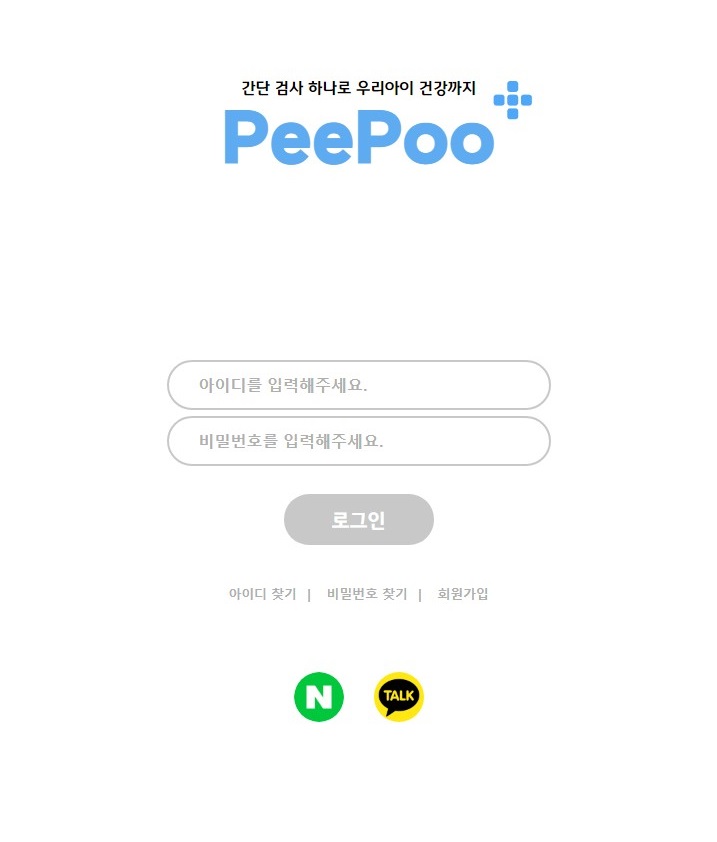 간단 검사 하나로 우리아이 건강까지
PeePoo
아이디를 입력해주세요.
비밀번호를 입력해주세요.
로그인
아이디 찾기 | 비밀번호 찾기 | 회원가입
N TALK